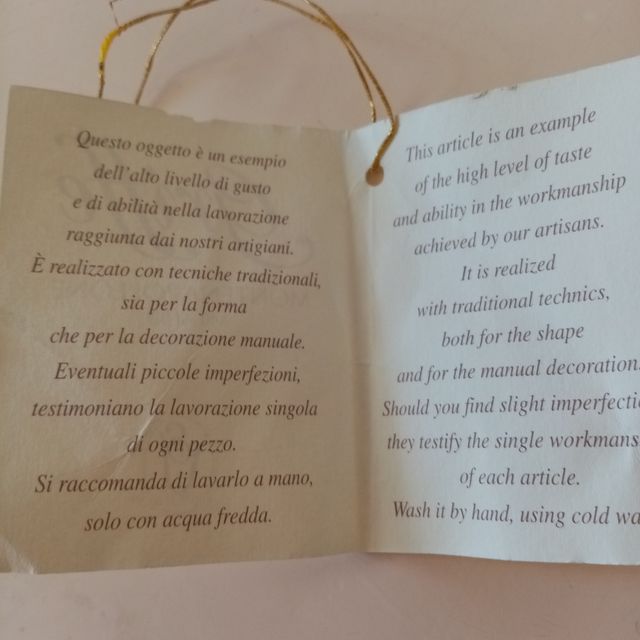 Questo oggetto è un esempio
dell'alto livello di gusto
e di abilità nella lavorazione
raggiunta dai nostri artigiani.
È realizzato con tecniche tradizionali,
sia per la forma
che per la decorazione manuale.
Eventuali piccole imperfezioni,
testimoniano la lavorazione singola
di ogni pezzo.
Si raccomanda di lavarlo a mano,
solo con acqua fredda.
This article is an example
of the high level of taste
and ability in the workmanship
achieved by our artisans.
It is realized
with traditional technics,
both for the shape
and for the manual decoration.
Should you find slight
they testify the single
of each article.
Wash it by hand, using cold